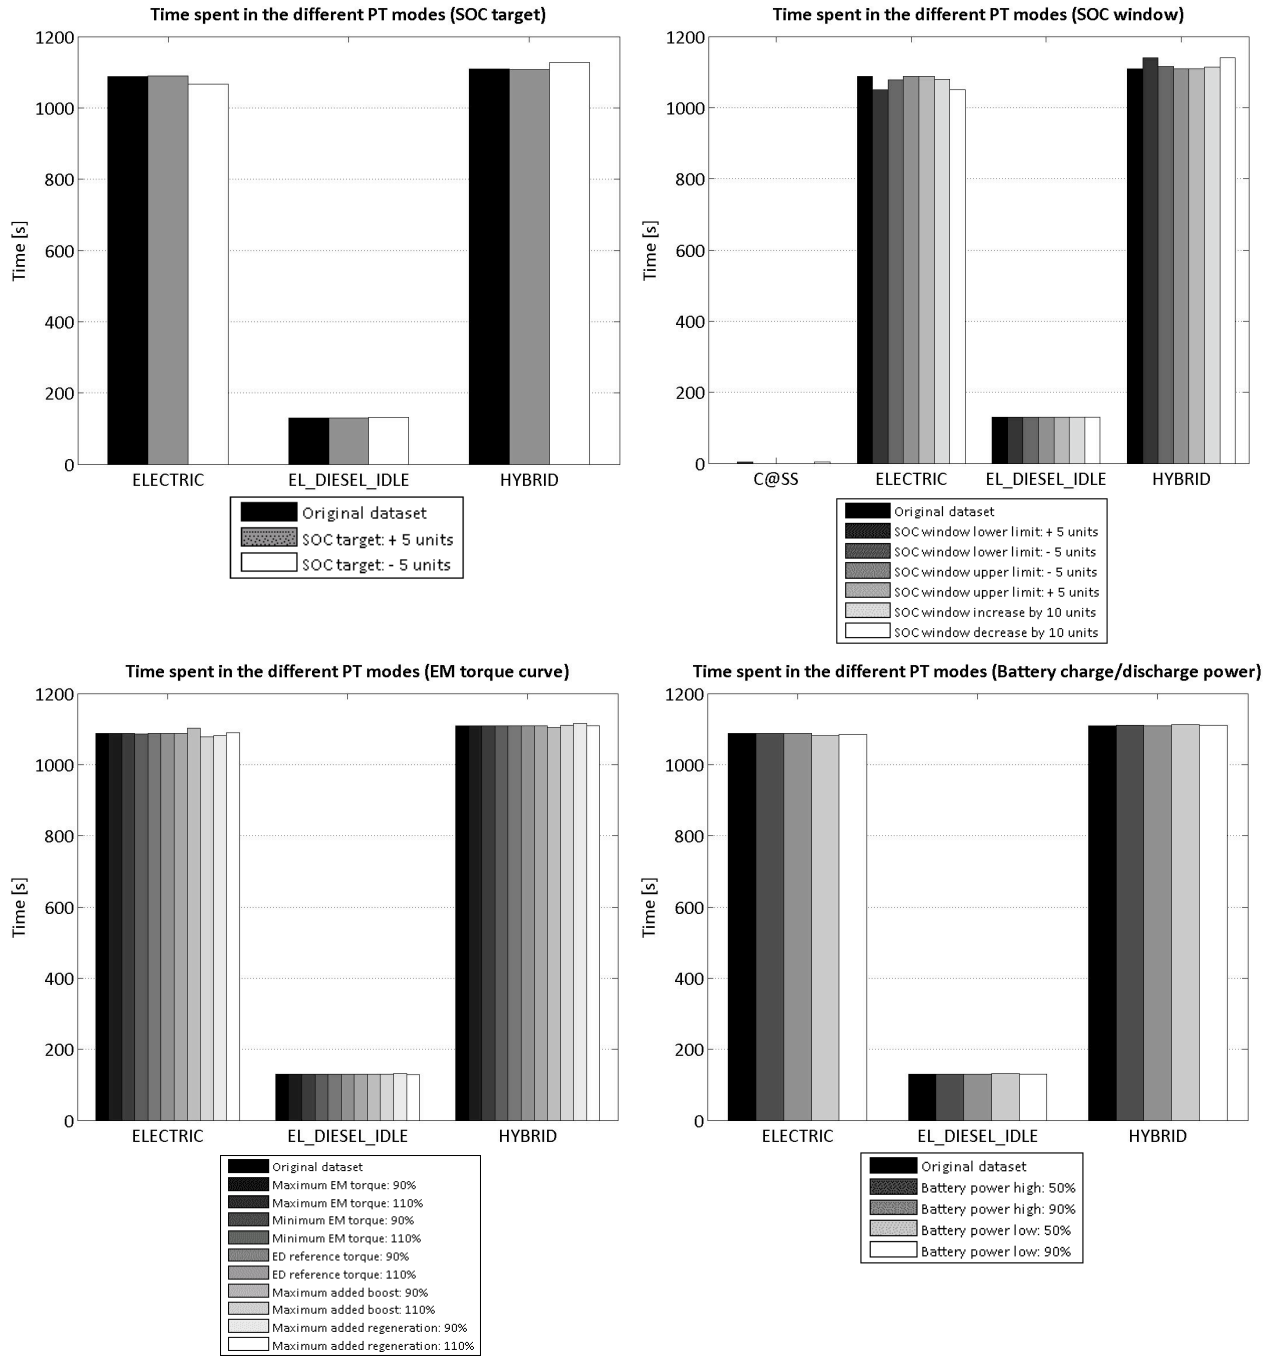 Time spent in the different PT modes (SOC target)
1200
1000
800
600
400
200
0
Time [s]
ELECTRIC
EL_DIESEL_IDLE
HYBRID
Original dataset
SOC target: + 5 units
SOC target: - 5 units
Time spent in the different PT modes (SOC window)
1200
1000
800
600
400
200
0
Time [s]
C@SS
ELECTRIC
EL_DIESEL_IDLE
HYBRID
Original dataset
SOC window lower limit: + 5 units
SOC window lower limit: - 5 units
SOC window upper limit: - 5 units
SOC window upper limit: + 5 units
SOC window increase by 10 units
SOC window decrease by 10 units
Time spent in the different PT modes (EM torque curve)
1200
1000
800
600
400
200
0
Time [s]
ELECTRIC
EL_DIESEL_IDLE
HYBRID
Original dataset
Maximum EM torque: 90%
Maximum EM torque: 110%
Minimum EM torque: 90%
Minimum EM torque: 110%
ED reference torque: 90%
ED reference torque: 110%
Maximum added boost: 90%
Maximum added boost: 110%
Maximum added regeneration: 90%
Maximum added regeneration: 110%
Time spent in the different PT modes (Battery charge/discharge power)
1200
1000
800
600
400
200
0
Time [s]
ELECTRIC
EL_DIESEL_IDLE
HYBRID
Original dataset
Battery power high: 50%
Battery power high: 90%
Battery power low: 50%
Battery power low: 90%